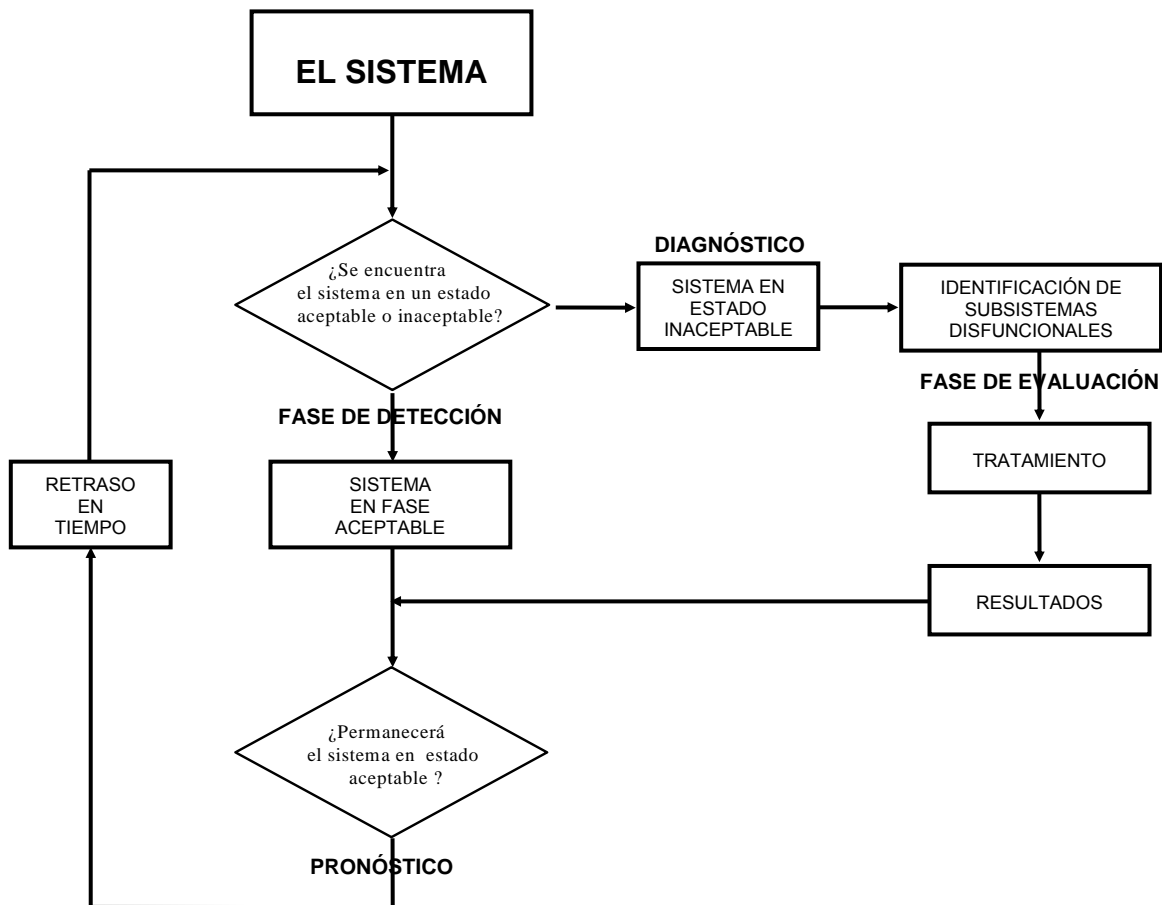 EL SISTEMA
¿Se encuentra
el sistema en un estado
aceptable o inaceptable?
DIAGNÓSTICO
SISTEMA EN
ESTADO
INACEPTABLE
IDENTIFICACIÓN DE
SUBSISTEMAS
DISFUNCIONALES
FASE DE EVALUACIÓN
FASE DE DETECCIÓN
TRATAMIENTO
RETRASO
EN
TIEMPO
SISTEMA
EN FASE
ACEPTABLE
RESULTADOS
¿Permanecerá
el sistema en estado
aceptable ?
PRONÓSTICO